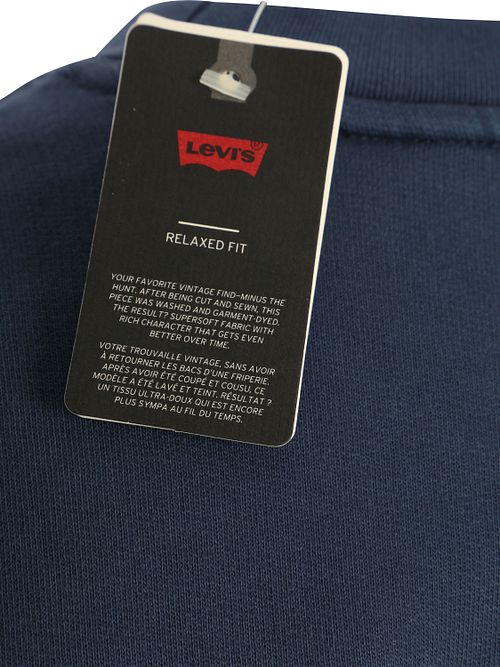 Levi's®
RELAXED FIT
YOUR FAVORITE VINTAGE FIND–MINUS THE
HUNT. AFTER BEING CUT AND SEWN, THIS
PIECE WAS WASHED AND GARMENT-DYED.
THE RESULT? SUPERSOFT FABRIC WITH
RICH CHARACTER THAT GETS EVEN
BETTER OVER TIME.
VOTRE TROUVAILLE VINTAGE, SANS AVOIR
À RETOURNER LES BACS D'UNE FRIPERIE.
APRÈS AVOIR ÉTÉ COUPÉ ET COUSU, CE
MODÈLE A ÉTÉ LAVÉ ET TEINT. RÉSULTAT ?
UN TISSU ULTRA-DOUX QUI EST ENCORE
PLUS SYMPA AU FIL DU TEMPS.